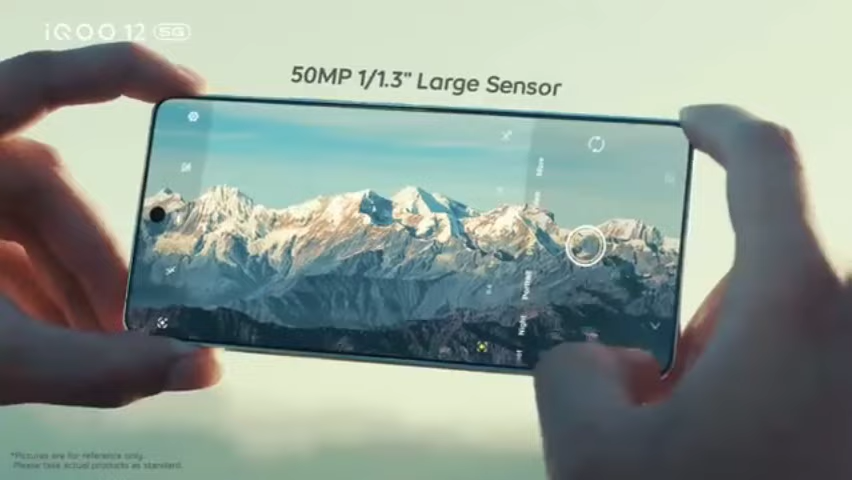 iQOO 12 5G
50MP 1/1.3" Large Sensor
More
Portrait
Night
*Pictures are for reference only.
Please take actual products as standard.